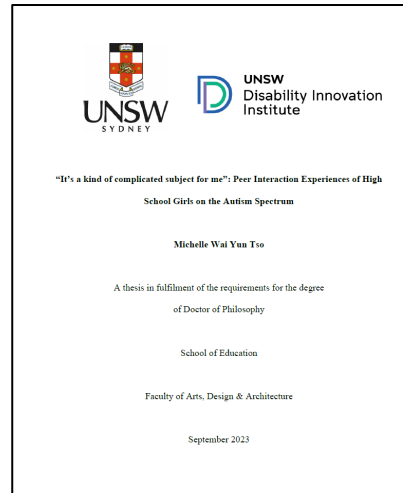 UNSW
SYDNEY
UNSW
Disability Innovation
Institute
“It’s a kind of complicated subject for me”: Peer Interaction Experiences of High
School Girls on the Autism Spectrum
Michelle Wai Yun Tso
A thesis in fulfilment of the requirements for the degree
of Doctor of Philosophy
School of Education
Faculty of Arts, Design & Architecture
September 2023